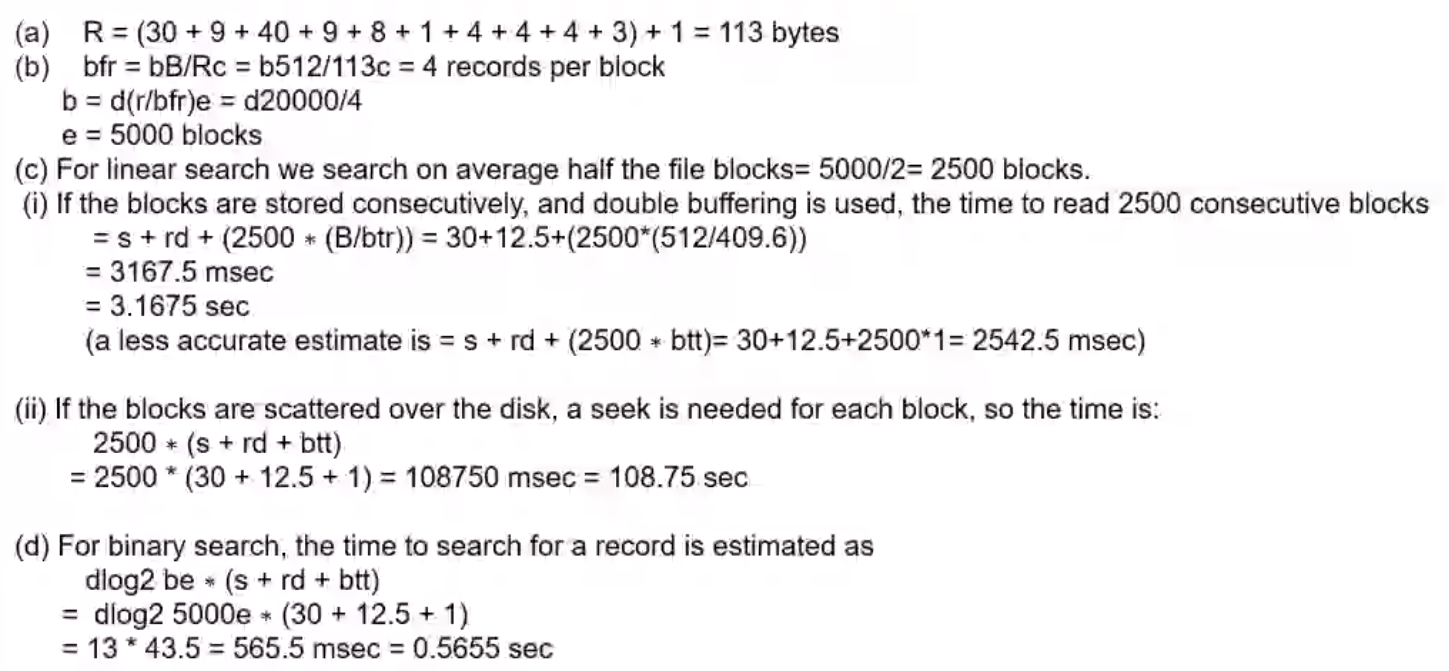 (a) R = (30 + 9 + 40 + 9 + 8 + 1 + 4 + 4 + 4 + 3) + 1 = 113 bytes
(b) bfr = bB/Rc = b512/113c = 4 records per block
b = d(r/bfr)e = d20000/4
e = 5000 blocks
(c) For linear search we search on average half the file blocks= 5000/2= 2500 blocks.
(i) If the blocks are stored consecutively, and double buffering is used, the time to read 2500 consecutive blocks
= s + rd + (2500 * (B/btr)) = 30+12.5+(2500*(512/409.6))
= 3167.5 msec
= 3.1675 sec
(a less accurate estimate is = s + rd + (2500 * btt)= 30+12.5+2500*1= 2542.5 msec)
(ii) If the blocks are scattered over the disk, a seek is needed for each block, so the time is:
2500 * (s + rd + btt)
= 2500 * (30 + 12.5 + 1) = 108750 msec = 108.75 sec
(d) For binary search, the time to search for a record is estimated as
dlog2 be * (s + rd + btt)
= dlog2 5000e * (30 + 12.5 + 1)
= 13 * 43.5 = 565.5 msec = 0.5655 sec